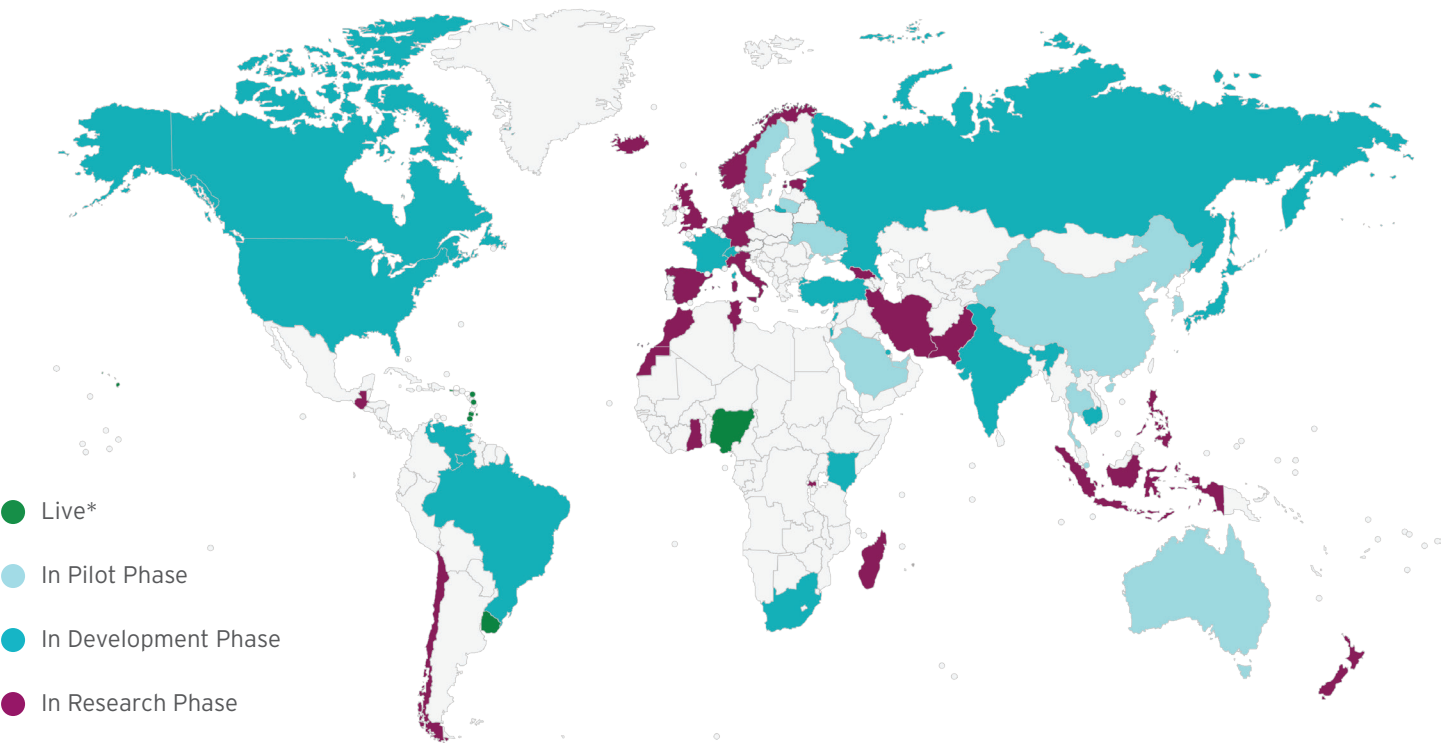 Live*
In Pilot Phase
In Development Phase
In Research Phase